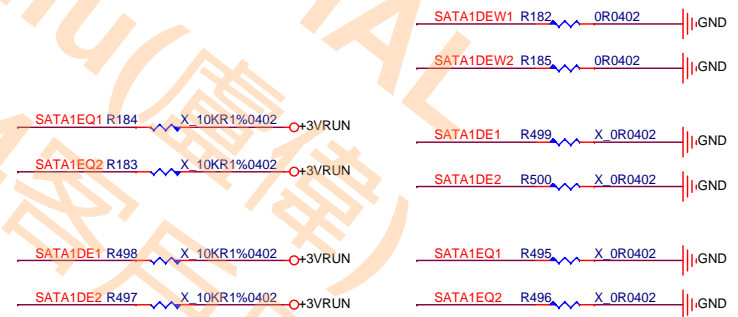 SATA1DEW1 R182 0R0402 GND
SATA1DEW2 R185 0R0402 GND
SATA1EQ1 R184 X_10KR1%0402 +3VRUN
SATA1EQ2 R183 X_10KR1%0402 +3VRUN
SATA1DE1 R499 X_0R0402 GND
SATA1DE2 R500 X_0R0402 GND
SATA1DE1 R498 X_10KR1%0402 +3VRUN
SATA1DE2 R497 X_10KR1%0402 +3VRUN
SATA1EQ1 R495 X_0R0402 GND
SATA1EQ2 R496 X_0R0402 GND
(盧偉)